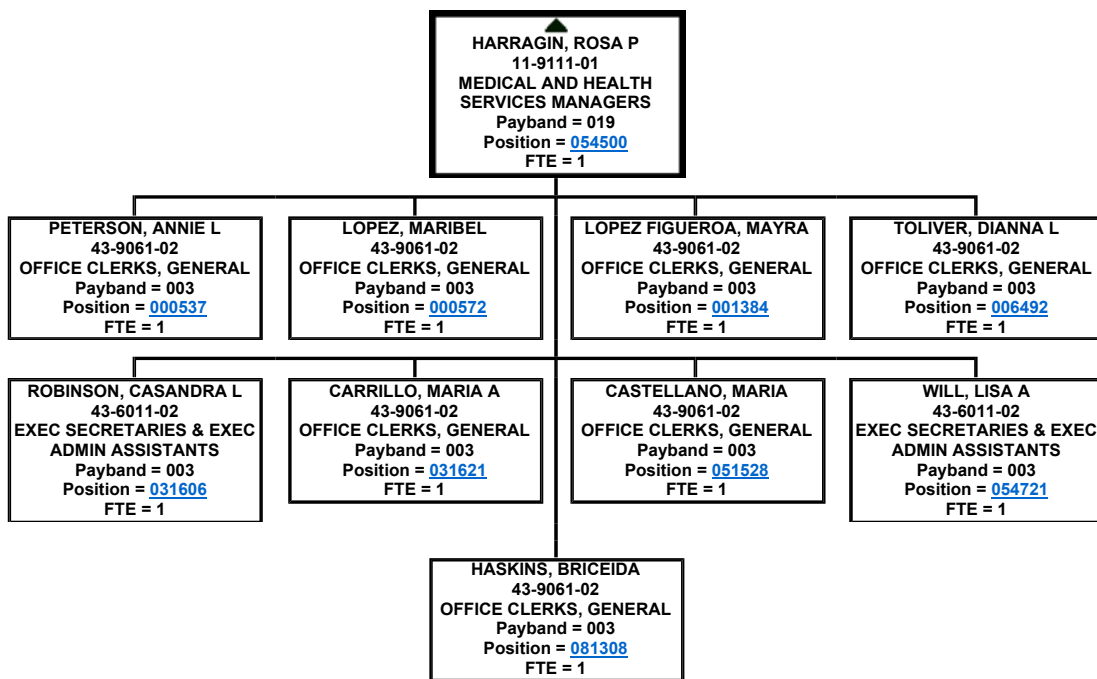 HARRAGIN, ROSA P
11-9111-01
MEDICAL AND HEALTH
SERVICES MANAGERS
Payband = 019
Position = 054500
FTE = 1
PETERSON, ANNIE L
43-9061-02
OFFICE CLERKS, GENERAL
Payband = 003
Position = 000537
FTE = 1
LOPEZ, MARIBEL
43-9061-02
OFFICE CLERKS, GENERAL
Payband = 003
Position = 000572
FTE = 1
LOPEZ FIGUEROA, MAYRA
43-9061-02
OFFICE CLERKS, GENERAL
Payband = 003
Position = 001384
FTE = 1
TOLIVER, DIANNA L
43-9061-02
OFFICE CLERKS, GENERAL
Payband = 003
Position = 006492
FTE = 1
ROBINSON, CASANDRA L
43-6011-02
EXEC SECRETARIES & EXEC
ADMIN ASSISTANTS
Payband = 003
Position = 031606
FTE = 1
CARRILLO, MARIA A
43-9061-02
OFFICE CLERKS, GENERAL
Payband = 003
Position = 031621
FTE = 1
CASTELLANO, MARIA
43-9061-02
OFFICE CLERKS, GENERAL
Payband = 003
Position = 051528
FTE = 1
WILL, LISA A
43-6011-02
EXEC SECRETARIES & EXEC
ADMIN ASSISTANTS
Payband = 003
Position = 054721
FTE = 1
HASKINS, BRICEIDA
43-9061-02
OFFICE CLERKS, GENERAL
Payband = 003
Position = 081308
FTE = 1